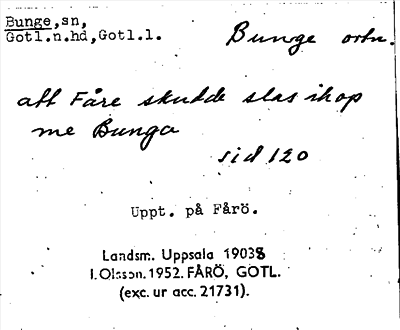 Bunge,sn,
Gotl.n.hd,Gotl.l.
Bunge ortn.
att Fåre skudde slas ihop
me Bunga
sid 120
Uppt. på Fårö.
Landsm. Uppsala 19038
I. Olsson. 1952. FÅRÖ, GOTL.
(exc. ur acc. 21731).